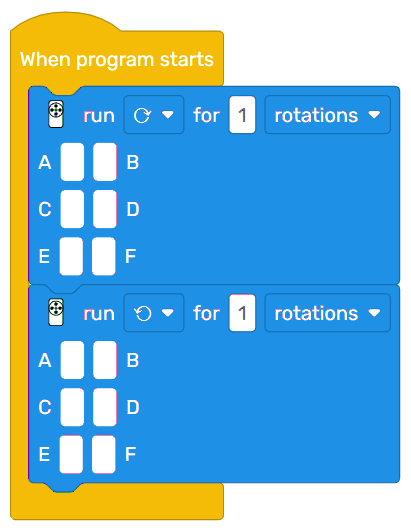 When program starts
run for 1 rotations
A B
C D
E F
run for 1 rotations
A B
C D
E F